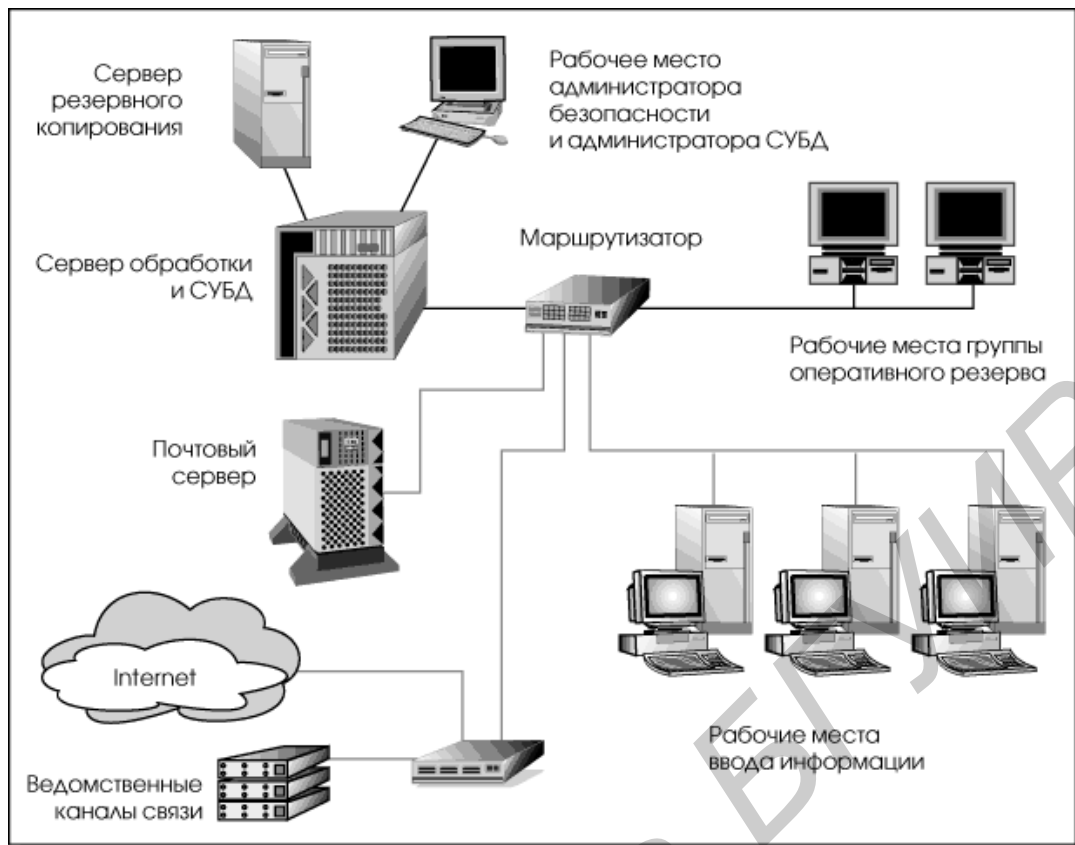 Сервер
резервного
копирования
Рабочее место
администратора
безопасности
и администратора СУБД
Сервер обработки
и СУБД
Маршрутизатор
Рабочие места группы
оперативного резерва
Почтовый
сервер
Internet
Ведомственные
каналы связи
Рабочие места
ввода информации
БГУИР